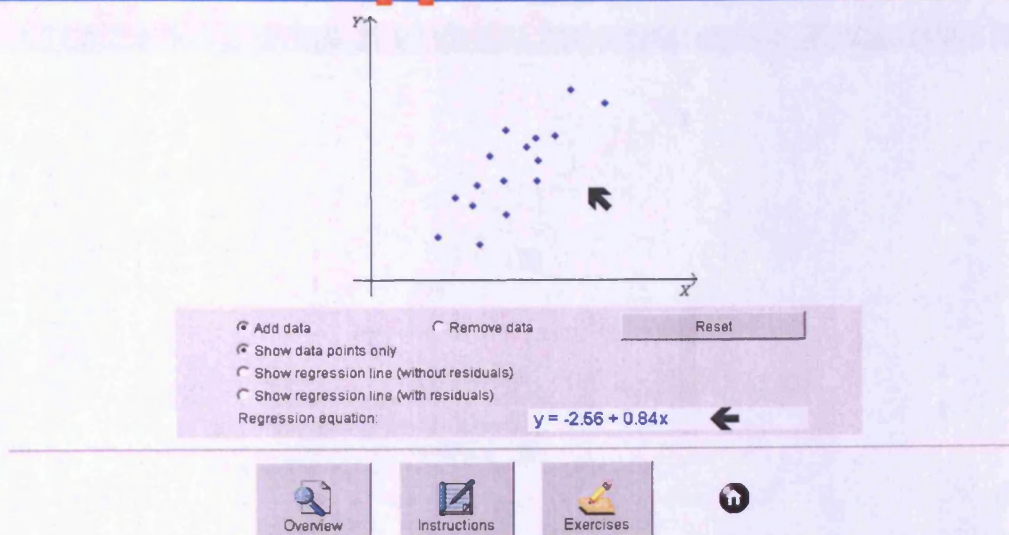 Y
X
Add data Remove data Reset
Show data points only
Show regression line (without residuals)
Show regression line (with residuals)
Regression equation: y = -2.56 + 0.84x
Overview Instructions Exercises